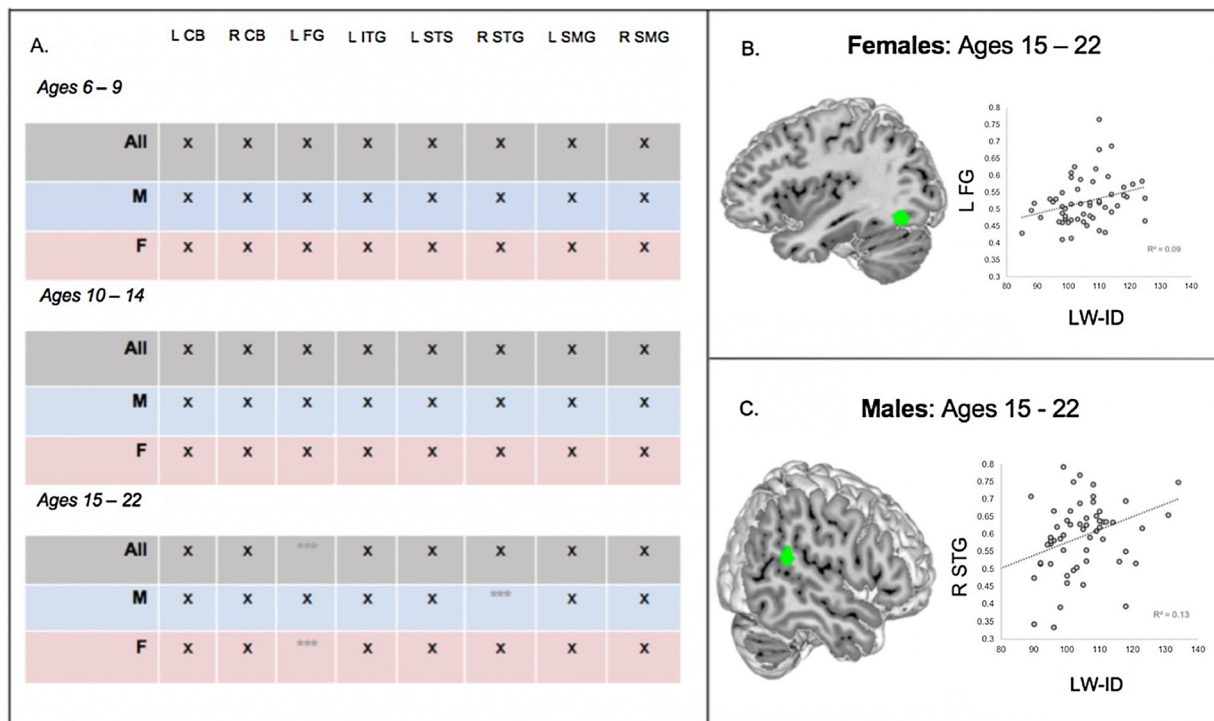 A.
L CB R CB L FG L ITG L STS R STG L SMG R SMG
Ages 6 – 9
All x x x x x x x x
M x x x x x x x x
F x x x x x x x x
Ages 10 – 14
All x x x x x x x x
M x x x x x x x x
F x x x x x x x x
Ages 15 – 22
All x x *** x x x x x
M x x x x x *** x x
F x x *** x x x x x
B.
Females: Ages 15 – 22
L FG
0.8
0.75
0.7
0.65
0.6
0.55
0.5
0.45
0.4
0.35
0.3
R² = 0.09
80 90 100 110 120 130 140
LW-ID
C.
Males: Ages 15 - 22
R STG
0.8
0.75
0.7
0.65
0.6
0.55
0.5
0.45
0.4
0.35
0.3
R² = 0.13
80 90 100 110 120 130 140
LW-ID